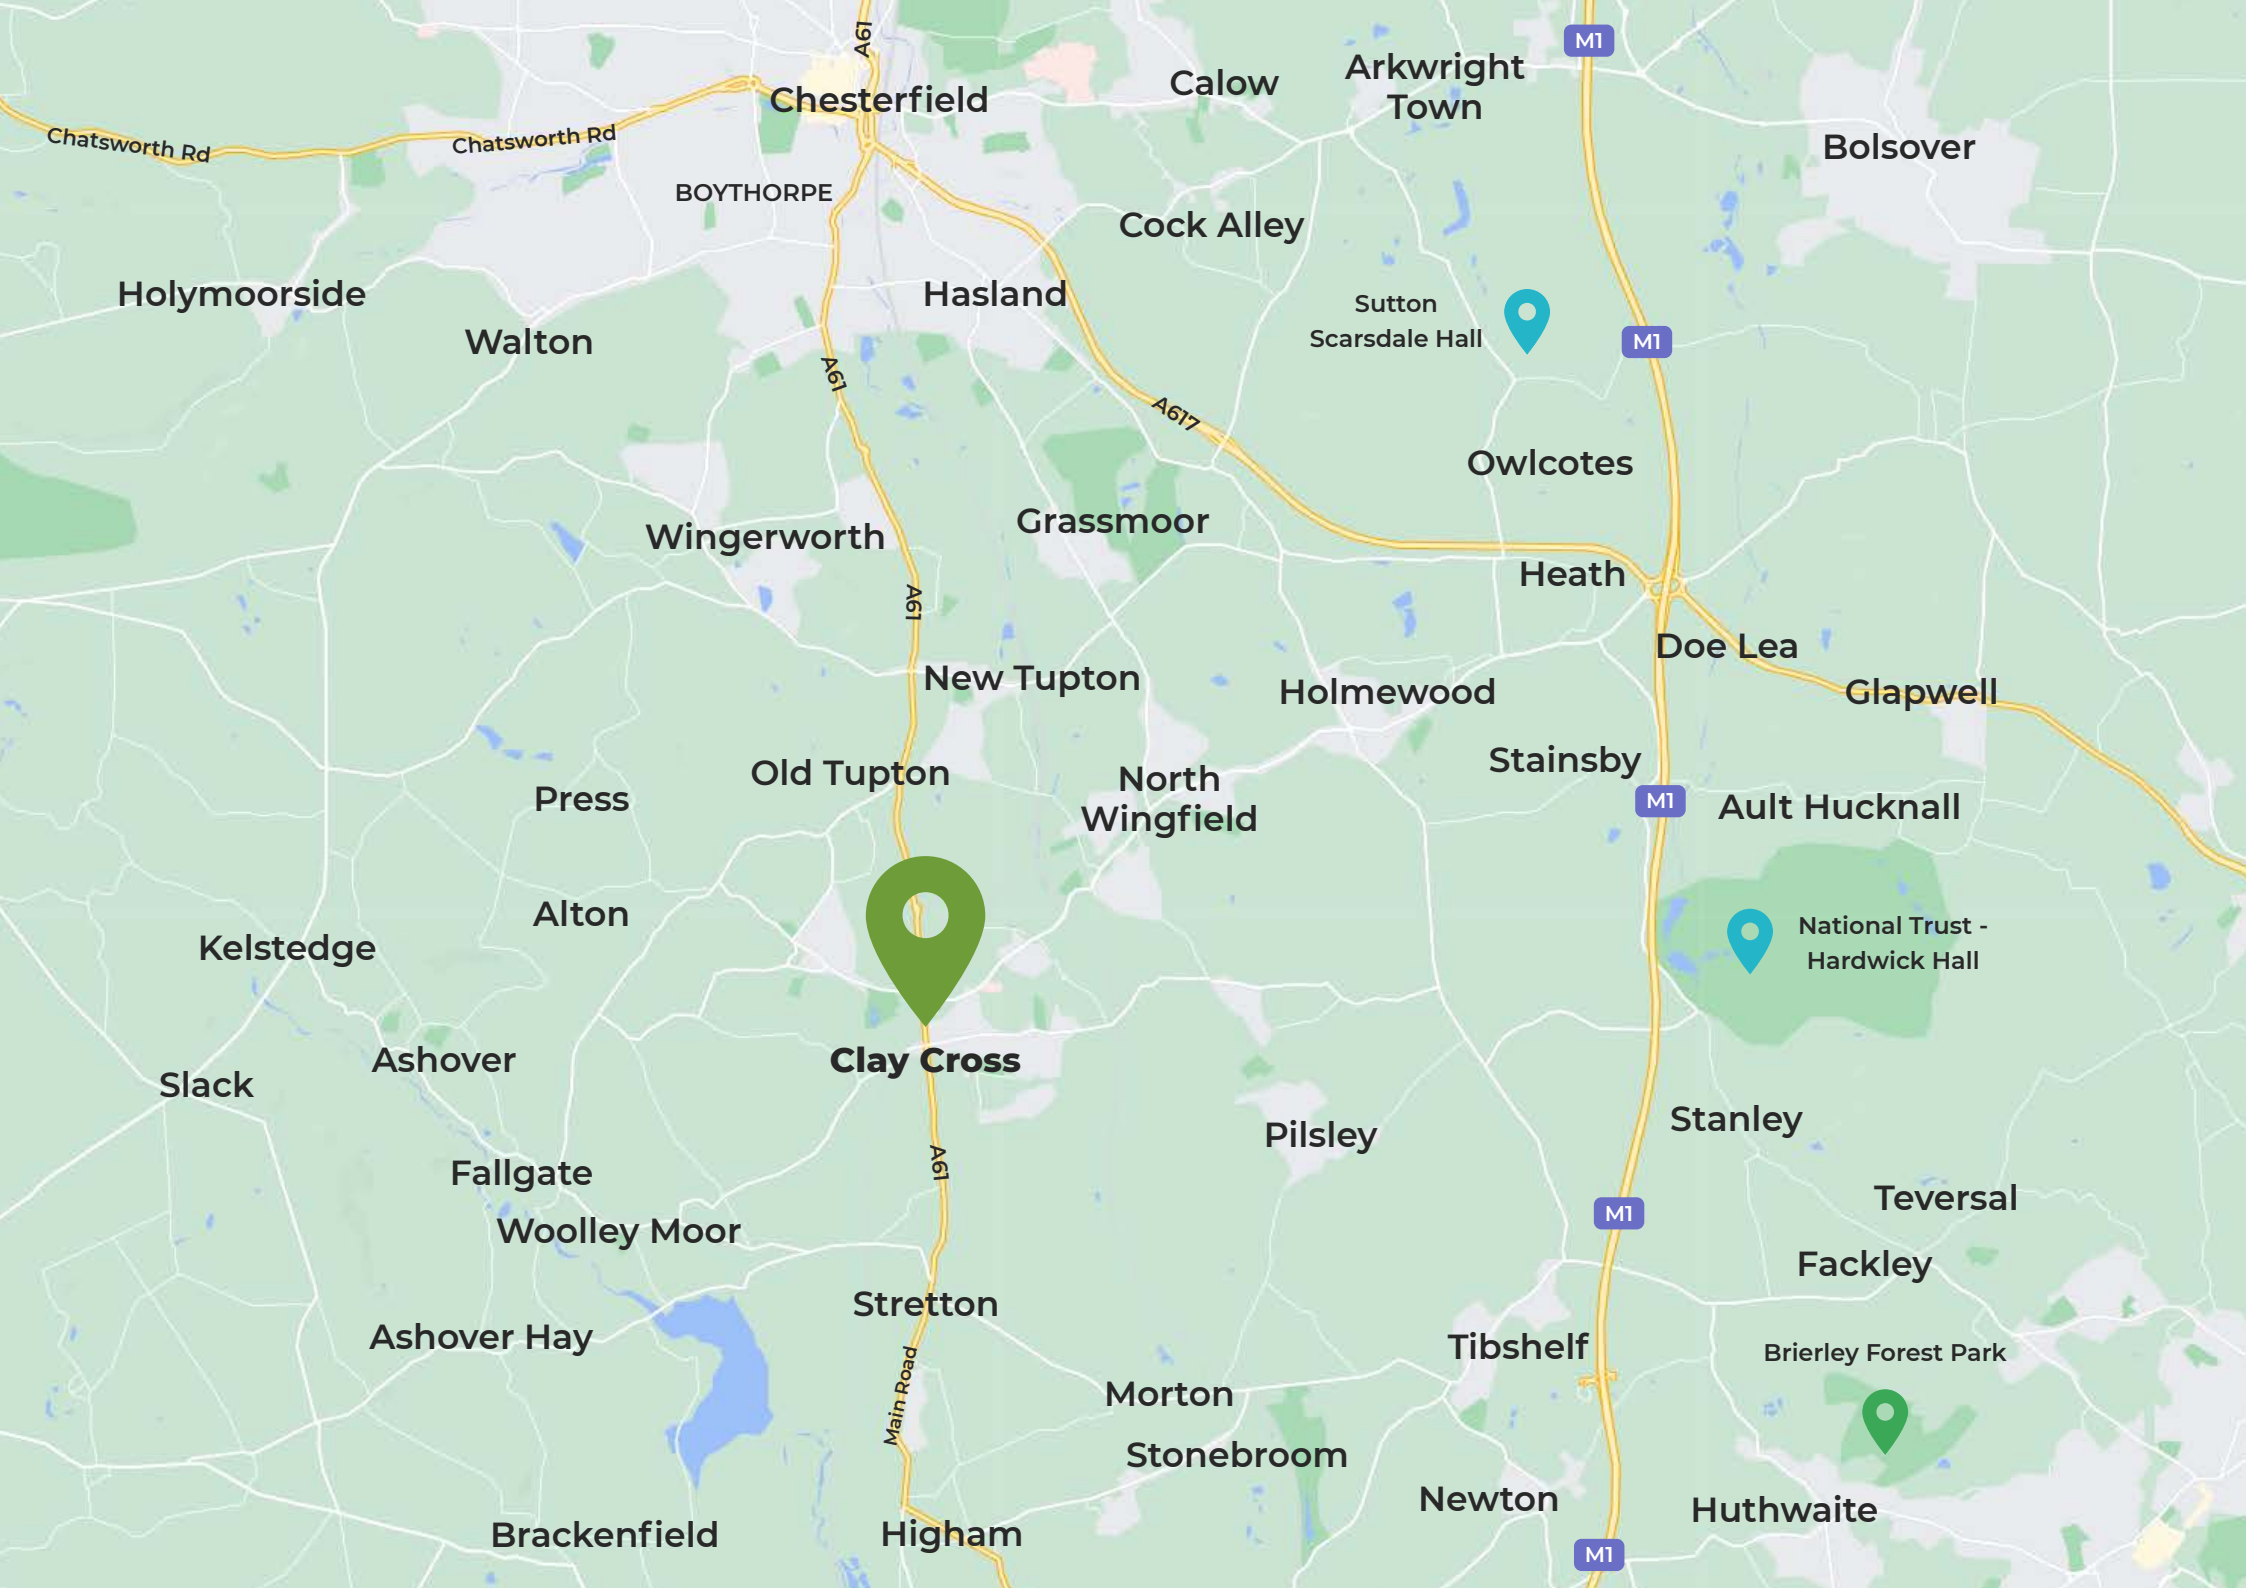 A61
M1
Arkwright
Town
Calow
Chesterfield
Chatsworth Rd
Chatsworth Rd
Bolsover
BOYTHORPE
Cock Alley
Holymoorside
Hasland
Sutton
Scarsdale Hall
Walton
M1
A61
A617
Owlcotes
Grassmoor
Wingerworth
Heath
A61
Doe Lea
New Tupton
Holmewood
Glapwell
Stainsby
Old Tupton
North
Wingfield
Press
M1
Ault Hucknall
Alton
National Trust -
Hardwick Hall
Kelstedge
Ashover
Clay Cross
Slack
Stanley
Pilsley
A61
Fallgate
Teversal
M1
Woolley Moor
Fackley
Stretton
Ashover Hay
Tibshelf
Brierley Forest Park
Main Road
Morton
Stonebroom
Newton
Huthwaite
Brackenfield
Higham
M1